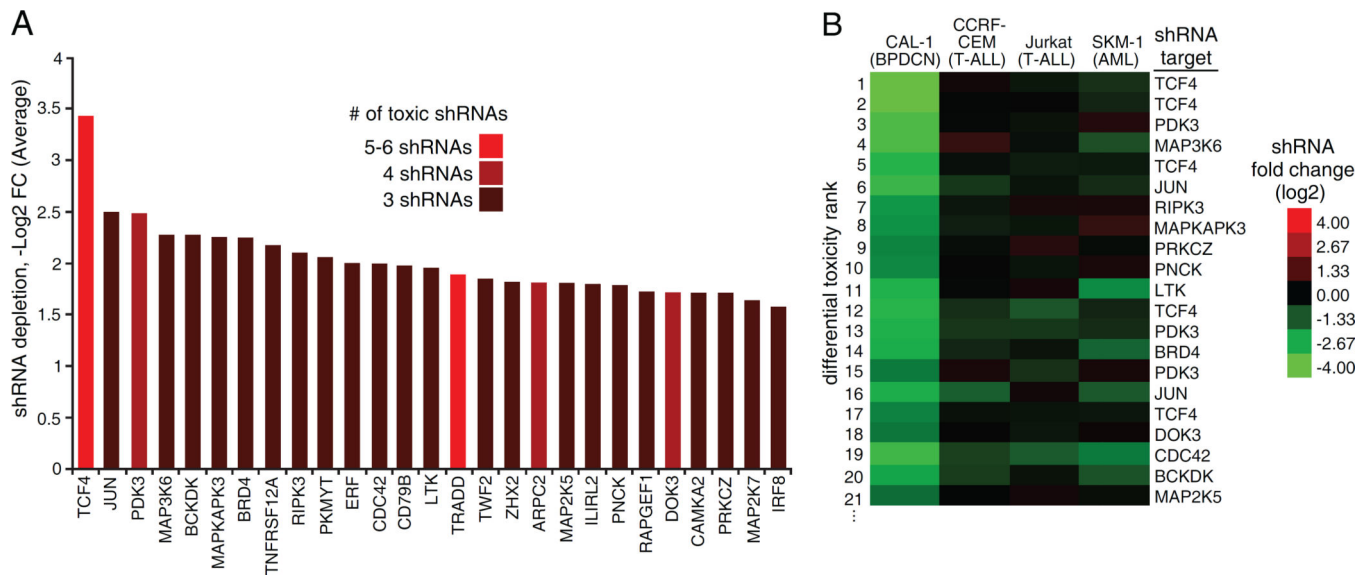 A
shRNA depletion, -Log2 FC (Average)
4
3.5
3
2.5
2
1.5
1
0.5
0
# of toxic shRNAs
5-6 shRNAs
4 shRNAs
3 shRNAs
TCF4
JUN
PDK3
MAP3K6
BCKDK
MAPKAPK3
BRD4
TNFRSF12A
RIPK3
PKMYT
ERF
CDC42
CD79B
LTK
TRADD
TWF2
ZHX2
ARPC2
MAP2K5
ILIRL2
PNCK
RAPGEF1
DOK3
CAMKA2
PRKCZ
MAP2K7
IRF8
B
CAL-1
(BPDCN)
CCRF-
CEM
(T-ALL)
Jurkat
(T-ALL)
SKM-1
(AML)
shRNA
target
differential toxicity rank
1 TCF4
2 TCF4
3 PDK3
4 MAP3K6
5 TCF4
6 JUN
7 RIPK3
8 MAPKAPK3
9 PRKCZ
10 PNCK
11 LTK
12 TCF4
13 PDK3
14 BRD4
15 PDK3
16 JUN
17 TCF4
18 DOK3
19 CDC42
20 BCKDK
21 MAP2K5
...
shRNA
fold change
(log2)
4.00
2.67
1.33
0.00
-1.33
-2.67
-4.00